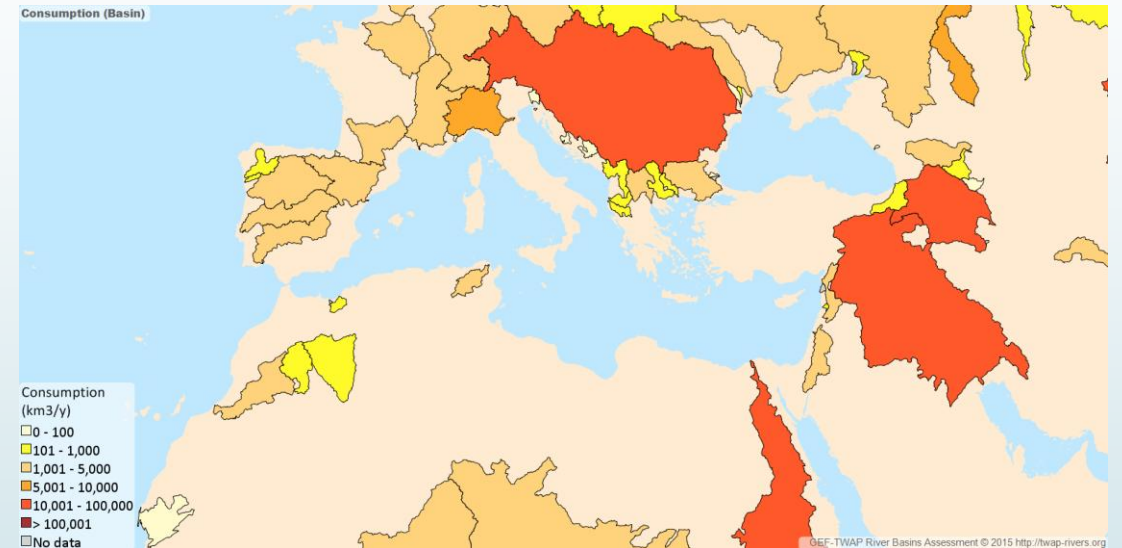 Consumption (Basin)
Consumption
(km3/y)
0 - 100
101 - 1,000
1,001 - 5,000
5,001 - 10,000
10,001 - 100,000
> 100,001
No data
GEF-TWAP River Basins Assessment © 2015 http://twap-rivers.org